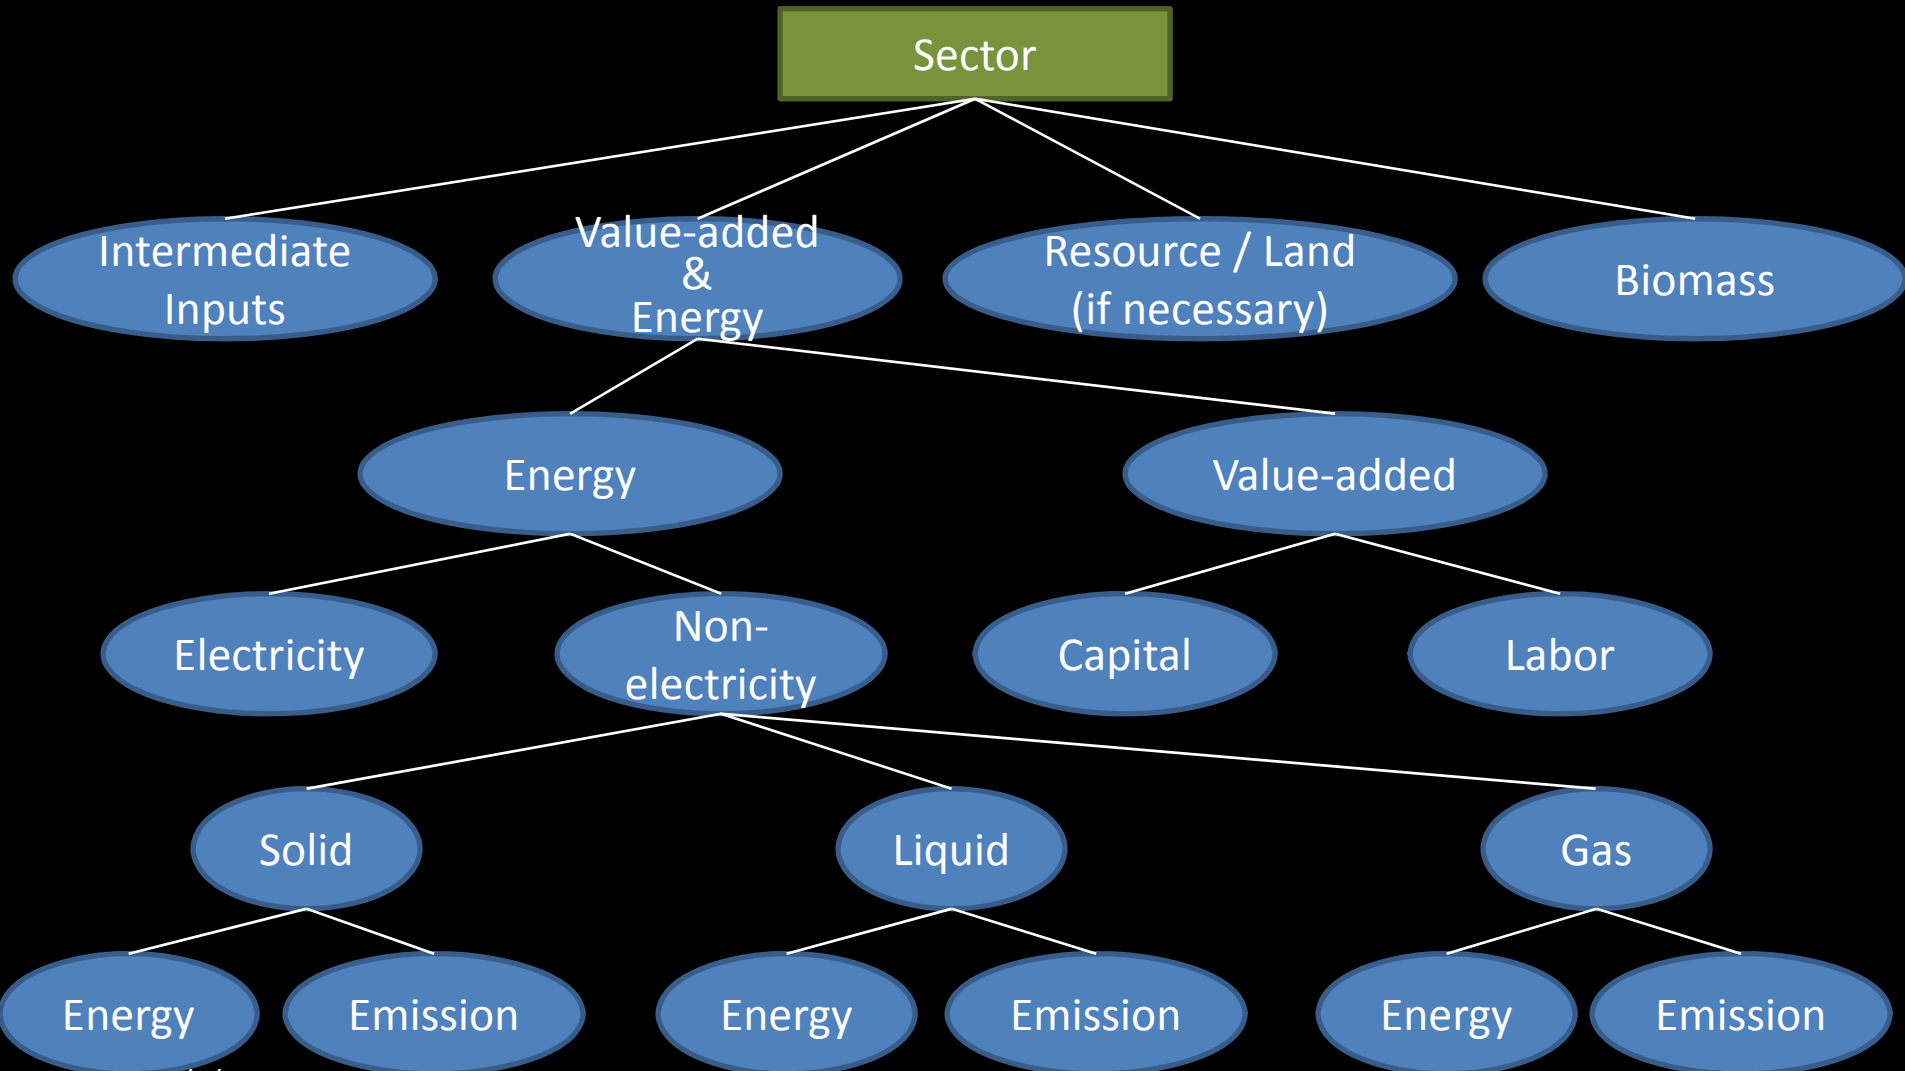 Sector
Intermediate
Inputs
Value-added
&
Energy
Resource / Land
(if necessary)
Biomass
Energy
Value-added
Electricity
Non-
electricity
Capital
Labor
Solid
Liquid
Gas
Energy
Emission
Energy
Emission
Energy
Emission